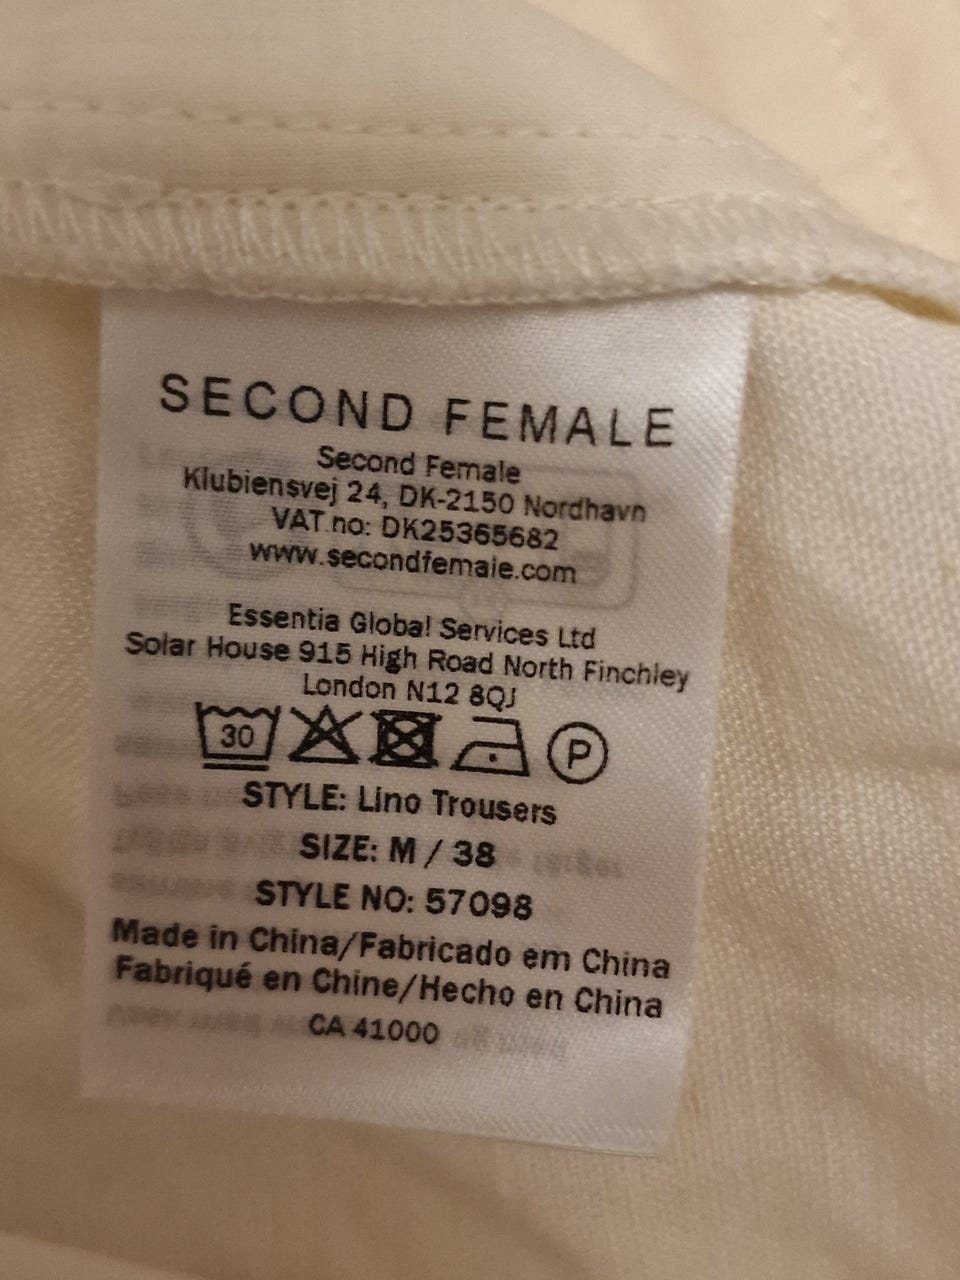 SECOND FEMALE
Second Female
Klubiensvej 24, DK-2150 Nordhavn
VAT.no: DK25365682
www.secondfemale.com
Essentia Global Services Ltd
Solar House 915 High Road North Finchley
London N12 8QJ
30 P
STYLE: Lino Trousers
SIZE: M / 38
STYLE NO: 57098
Made in China/Fabricado em China
Fabriqué en Chine/Hecho en China
CA 41000